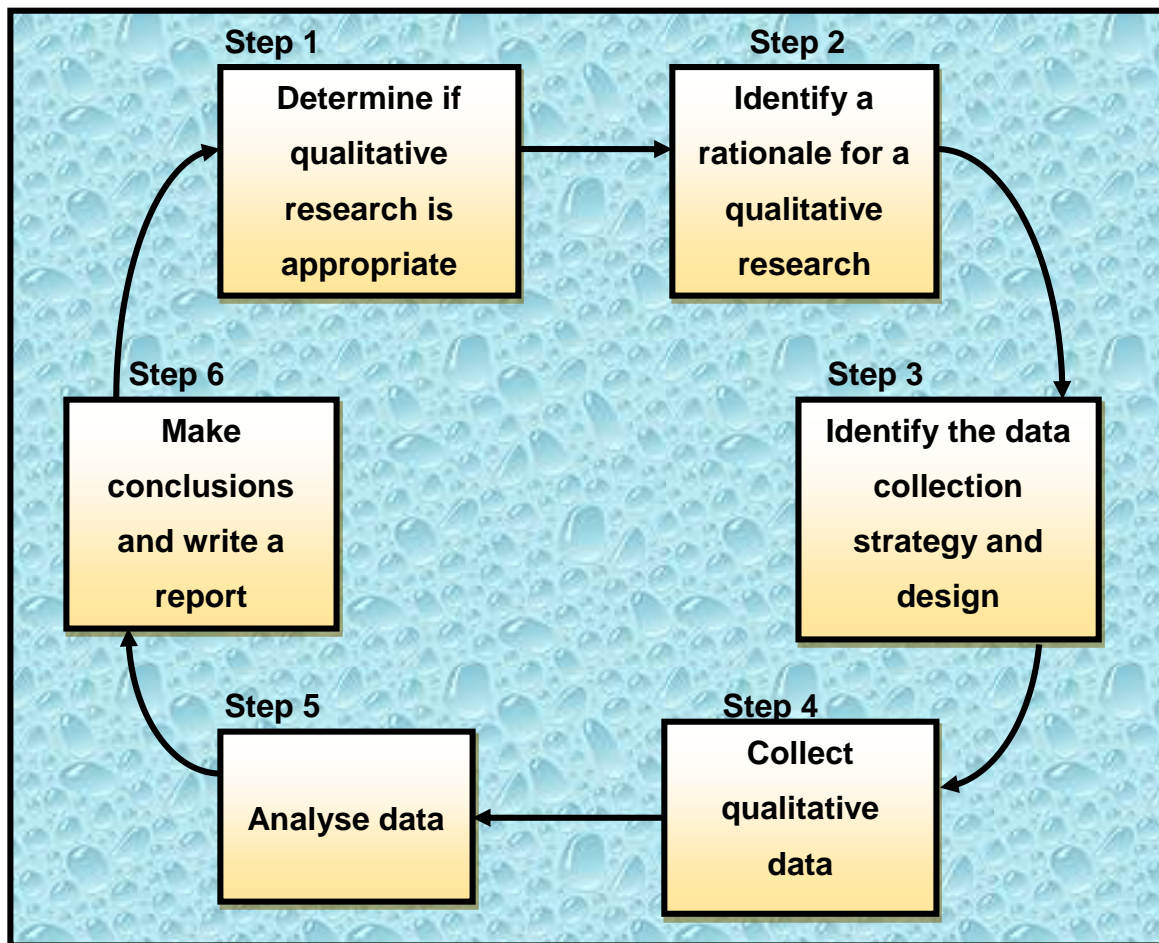 Step 1
Determine if
qualitative
research is
appropriate
Step 2
Identify a
rationale for a
qualitative
research
Step 3
Identify the data
collection
strategy and
design
Step 4
Collect
qualitative
data
Step 5
Analyse data
Step 6
Make
conclusions
and write a
report